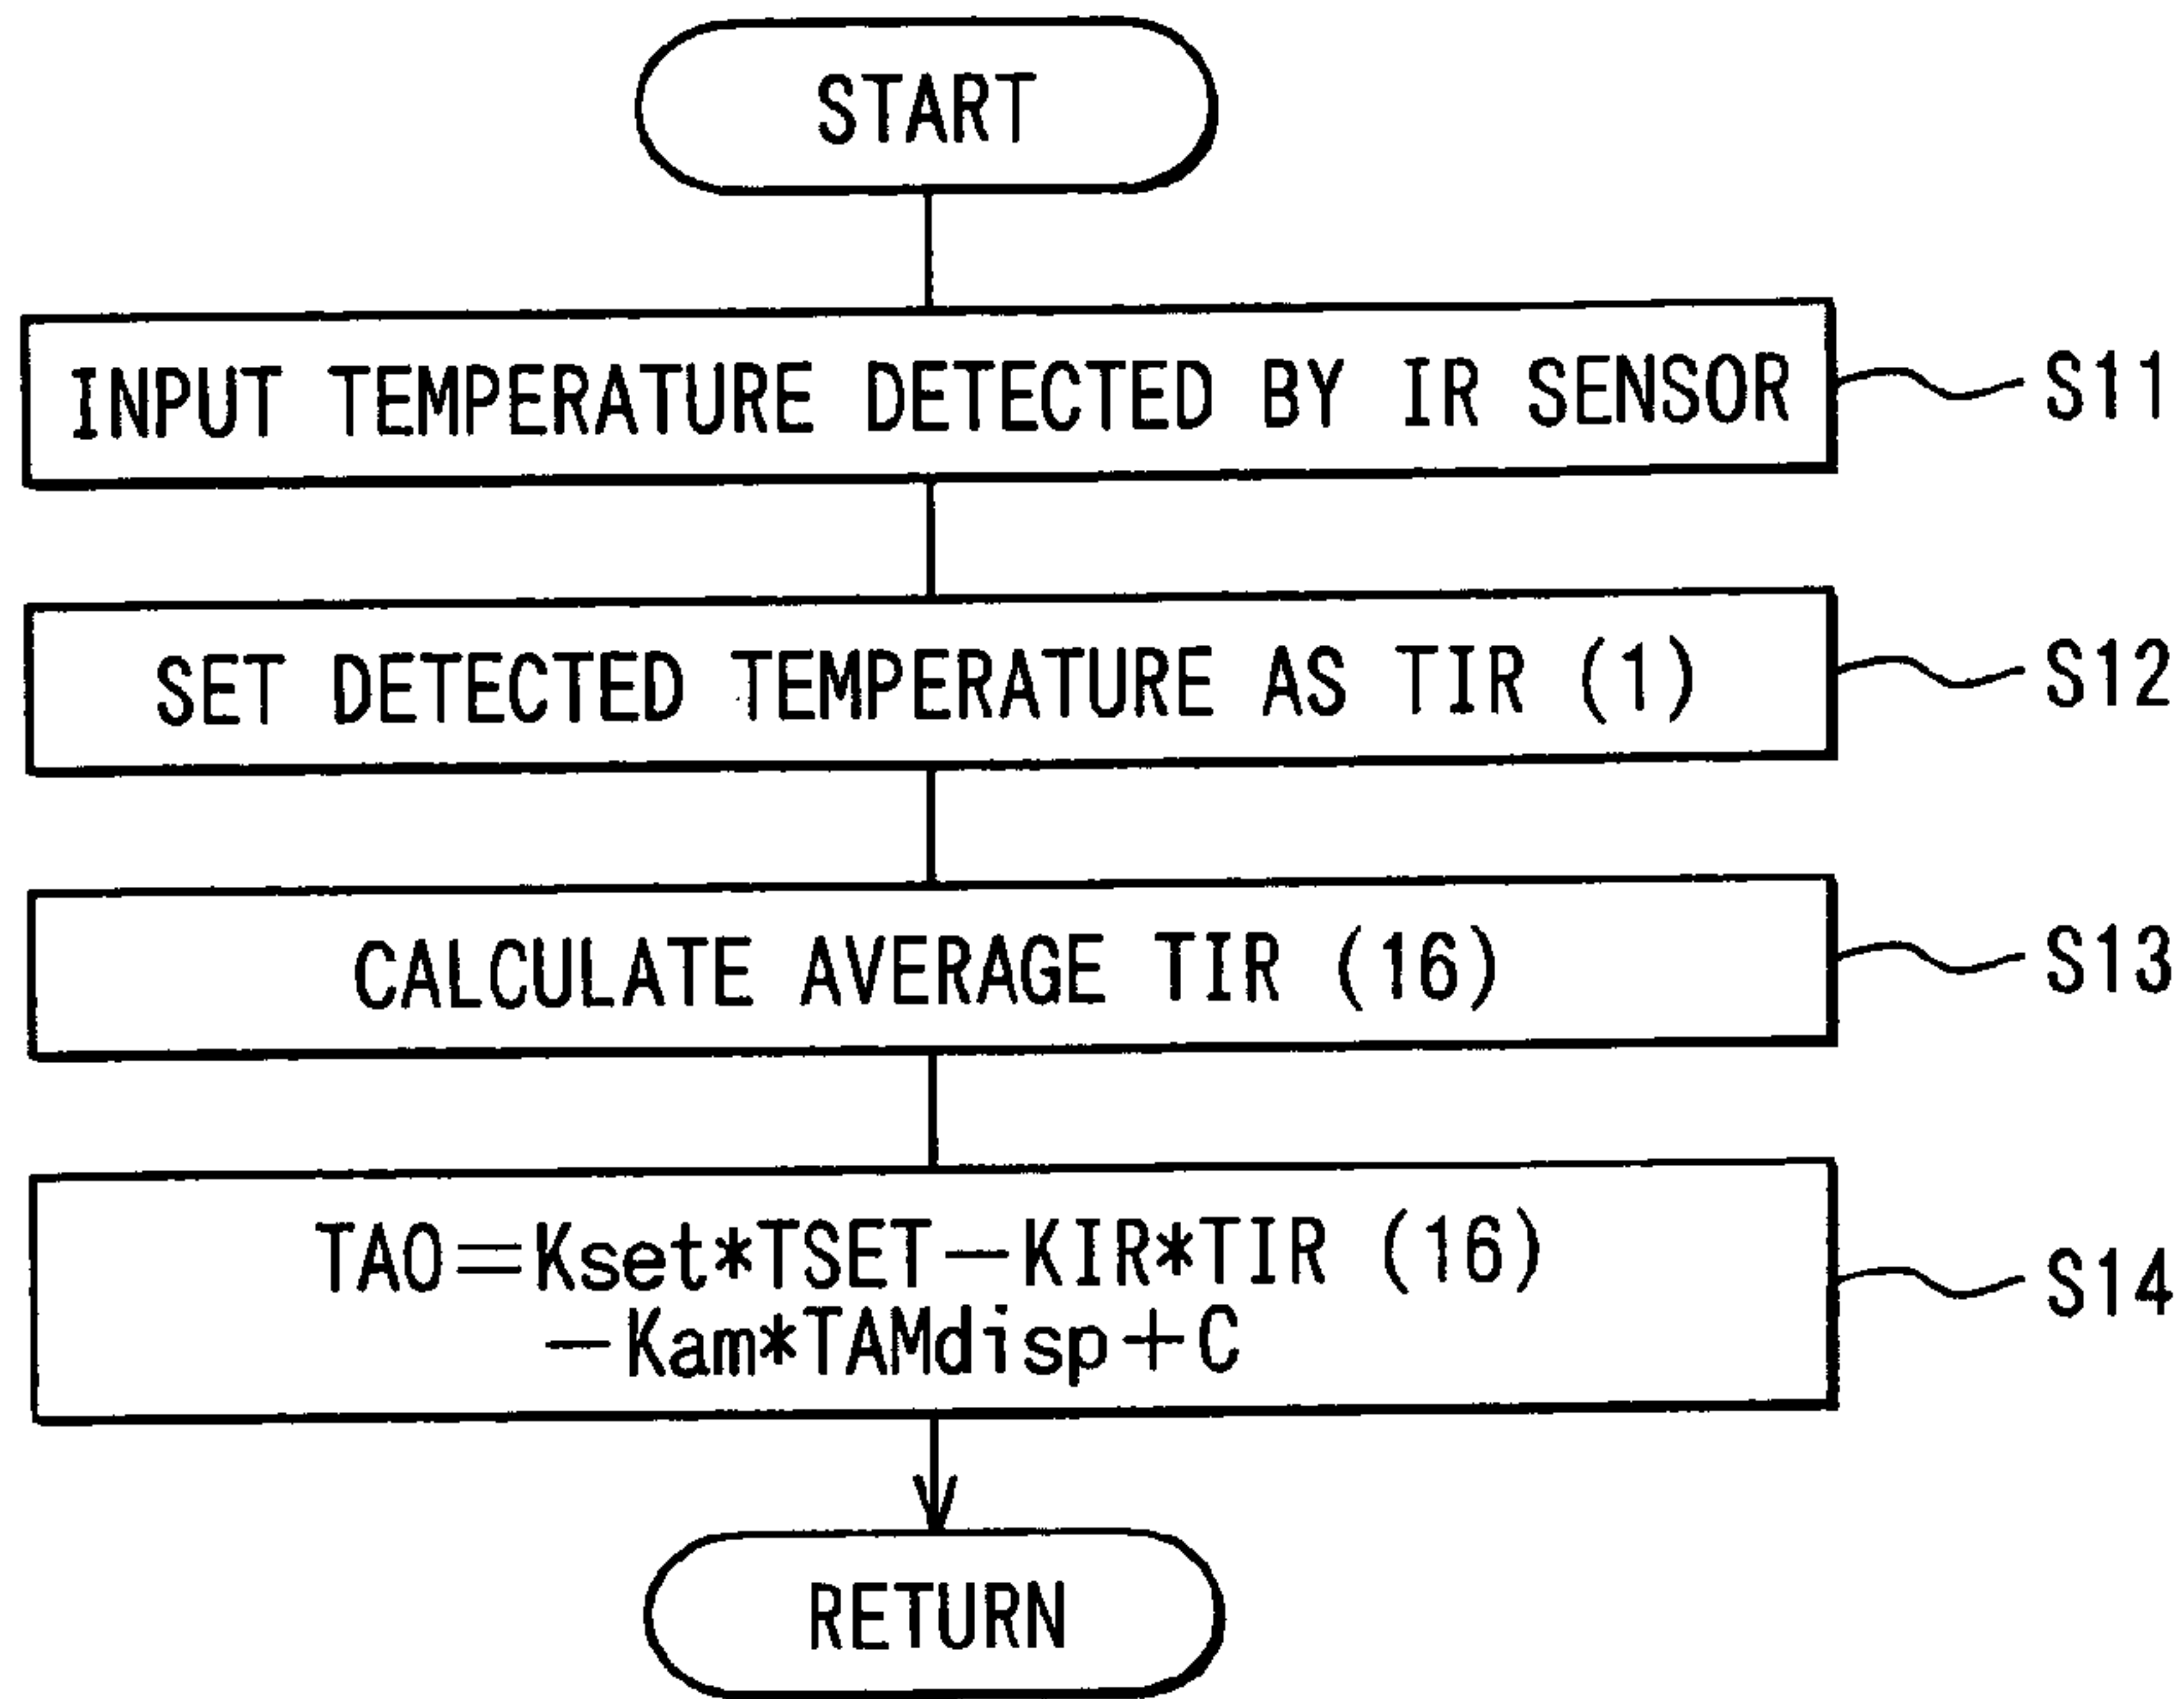 START
INPUT TEMPERATURE DETECTED BY IR SENSOR
S11
SET DETECTED TEMPERATURE AS TIR (1)
S12
CALCULATE AVERAGE TIR (16)
S13
TAO=Kset*TSET-KIR*TIR (16)
-Kam*TAMdisp+C
S14
RETURN